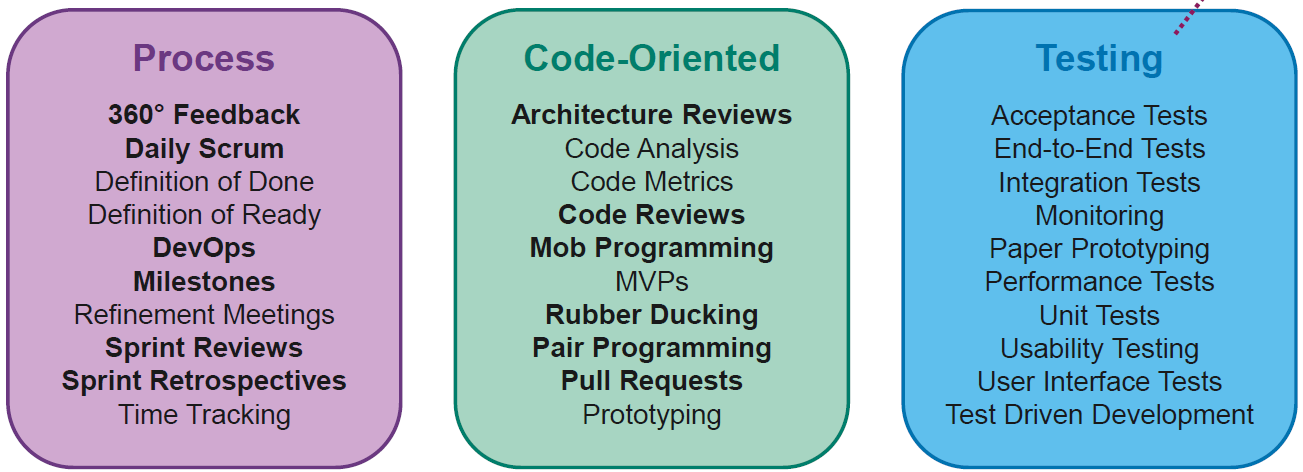 Process
360° Feedback
Daily Scrum
Definition of Done
Definition of Ready
DevOps
Milestones
Refinement Meetings
Sprint Reviews
Sprint Retrospectives
Time Tracking
Code-Oriented
Architecture Reviews
Code Analysis
Code Metrics
Code Reviews
Mob Programming
MVPs
Rubber Ducking
Pair Programming
Pull Requests
Prototyping
Testing
Acceptance Tests
End-to-End Tests
Integration Tests
Monitoring
Paper Prototyping
Performance Tests
Unit Tests
Usability Testing
User Interface Tests
Test Driven Development